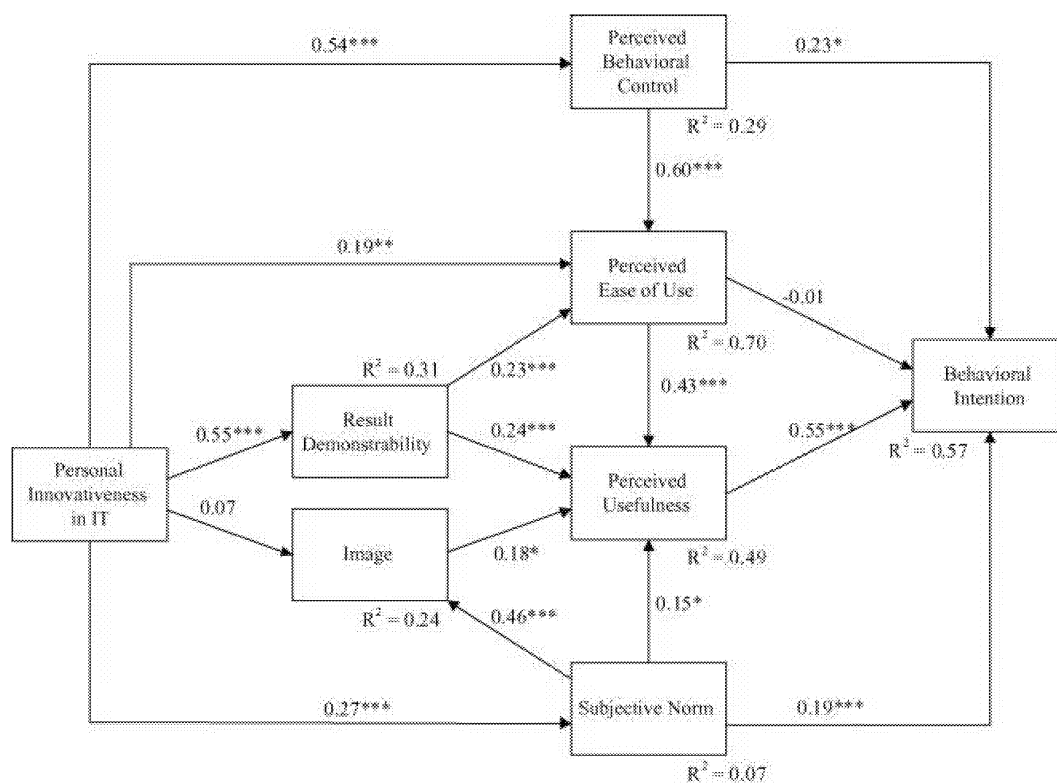 0.54***
Perceived
Behavioral
Control
0.23*
R² = 0.29
0.60***
0.19**
Perceived
Ease of Use
-0.01
R² = 0.70
R² = 0.31
0.23***
0.43***
Behavioral
Intention
R² = 0.57
Result
Demonstrability
0.55***
0.24***
0.55***
Personal
Innovativeness
in IT
Perceived
Usefulness
0.07
Image
0.18*
R² = 0.49
R² = 0.24
0.46***
0.15*
0.27***
Subjective Norm
0.19***
R² = 0.07